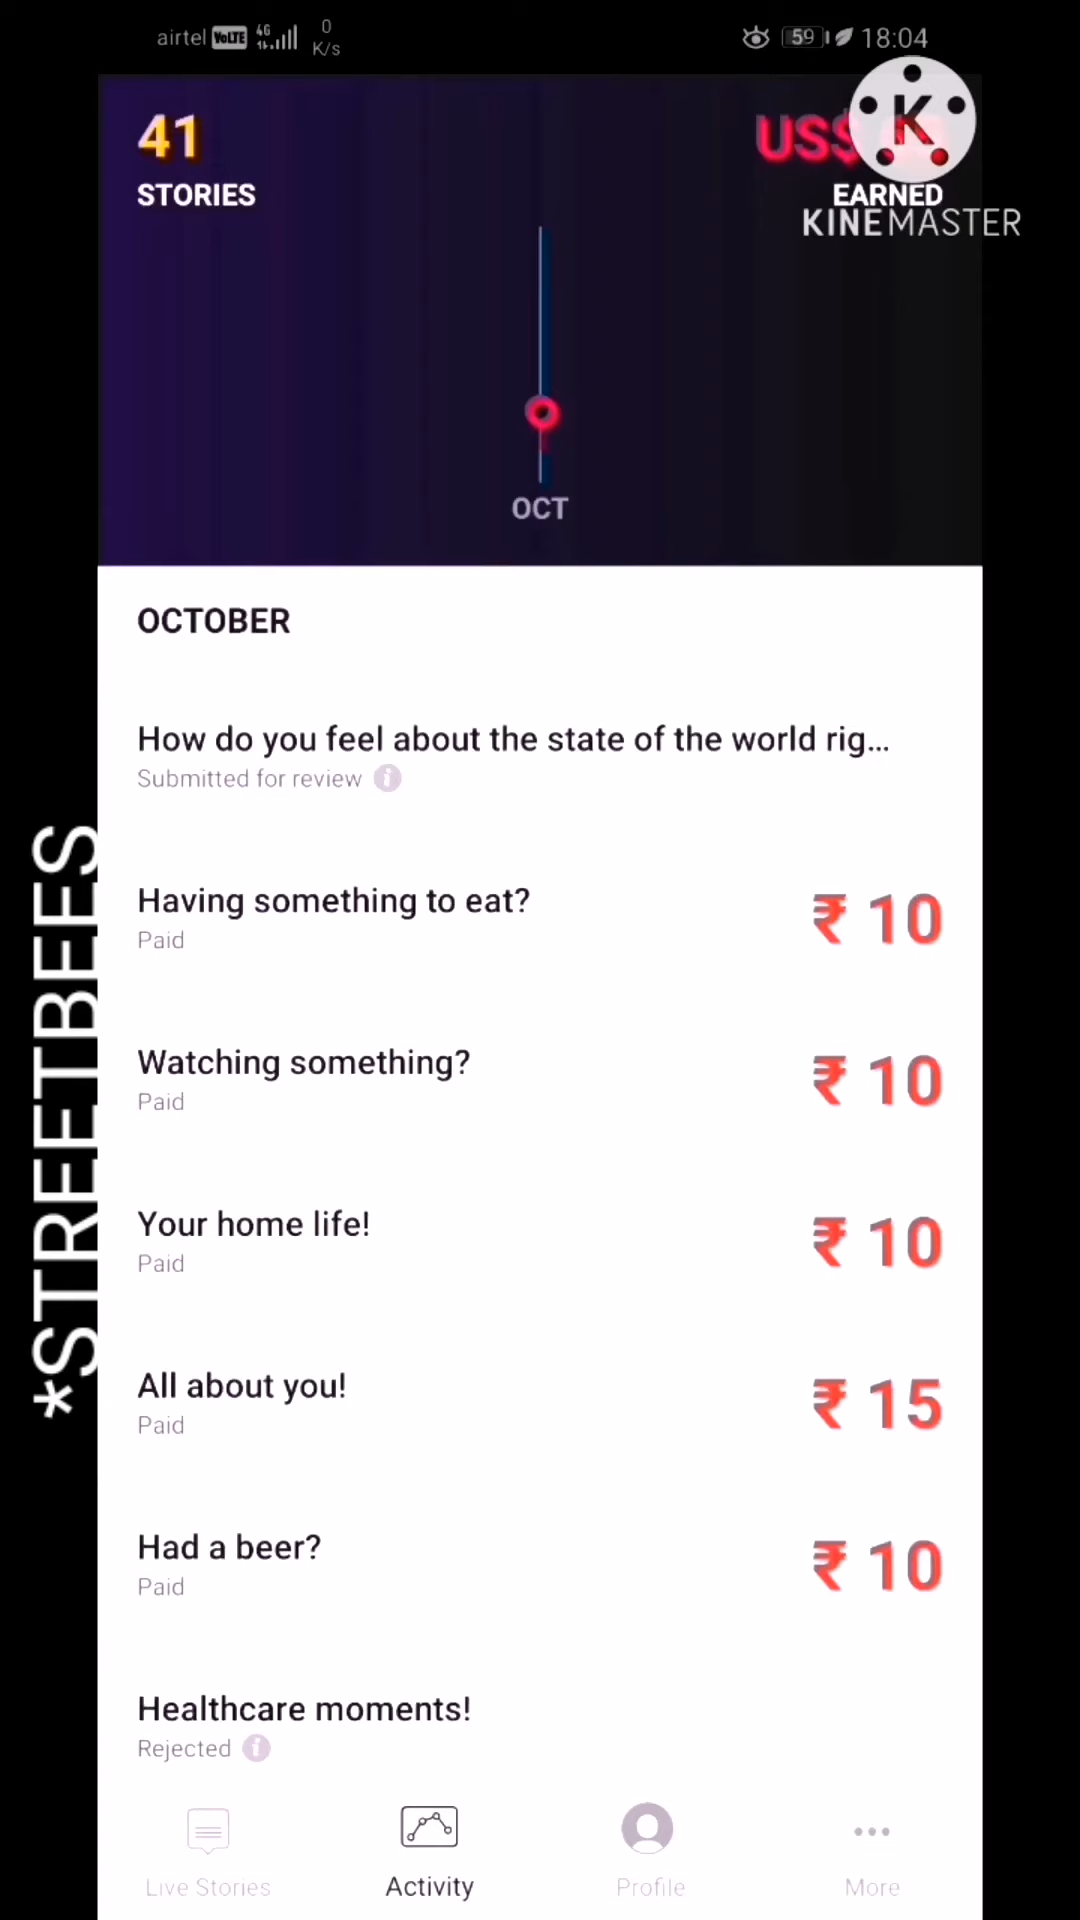 airtel VoLTE 4G 0 K/s 59 18:04
41 US$
STORIES EARNED
K
KINEMASTER
OCT
OCTOBER
How do you feel about the state of the world rig...
Submitted for review i
Having something to eat? ₹ 10
Paid
Watching something? ₹ 10
Paid
Your home life! ₹ 10
Paid
All about you! ₹ 15
Paid
Had a beer? ₹ 10
Paid
Healthcare moments!
Rejected i
Live Stories Activity Profile More
*STREETBEES